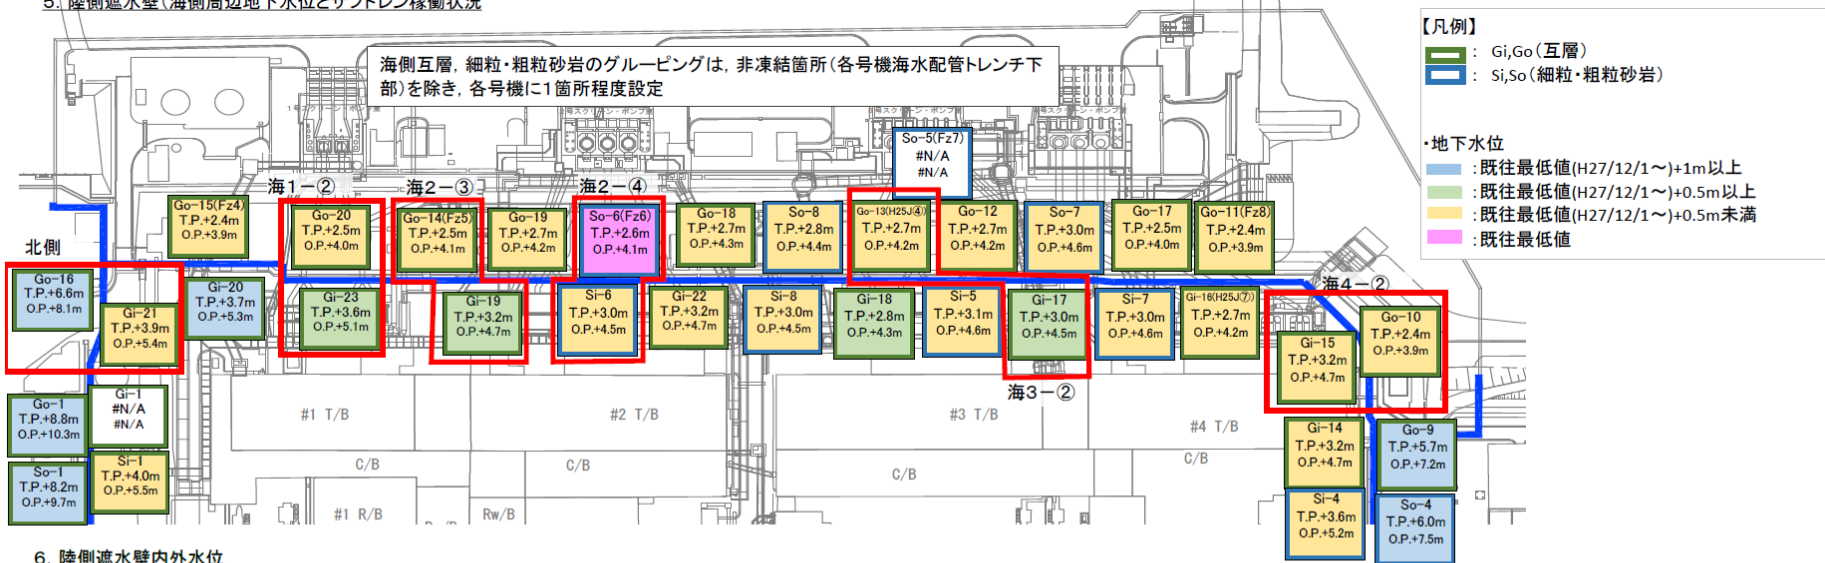 5. 陸側遮水壁(海側周辺地下水位とサブドレン稼働状況
海側互層, 細粒・粗粒砂岩のグルーピングは, 非凍結箇所(各号機海水配管トレンチ下
部)を除き, 各号機に1箇所程度設定
【凡例】
: Gi,Go(互層)
: Si,So(細粒・粗粒砂岩)
・地下水位
:既往最低値(H27/12/1～)+1m以上
:既往最低値(H27/12/1～)+0.5m以上
:既往最低値(H27/12/1～)+0.5m未満
:既往最低値
So-5(Fz7)
#N/A
#N/A
海1-②
海2-③
海2-④
Go-15(Fz4)
T.P.+2.4m
O.P.+3.9m
Go-20
T.P.+2.5m
O.P.+4.0m
Go-14(Fz5)
T.P.+2.5m
O.P.+4.1m
Go-19
T.P.+2.7m
O.P.+4.2m
So-6(Fz6)
T.P.+2.6m
O.P.+4.1m
Go-18
T.P.+2.7m
O.P.+4.3m
So-8
T.P.+2.8m
O.P.+4.4m
Go-13(H25J④)
T.P.+2.7m
O.P.+4.2m
Go-12
T.P.+2.7m
O.P.+4.2m
So-7
T.P.+3.0m
O.P.+4.6m
Go-17
T.P.+2.5m
O.P.+4.0m
Go-11(Fz8)
T.P.+2.4m
O.P.+3.9m
北側
Go-16
T.P.+6.6m
O.P.+8.1m
Gi-21
T.P.+3.9m
O.P.+5.4m
Gi-20
T.P.+3.7m
O.P.+5.3m
Gi-23
T.P.+3.6m
O.P.+5.1m
Gi-19
T.P.+3.2m
O.P.+4.7m
Si-6
T.P.+3.0m
O.P.+4.5m
Gi-22
T.P.+3.2m
O.P.+4.7m
Si-8
T.P.+3.0m
O.P.+4.5m
Gi-18
T.P.+2.8m
O.P.+4.3m
Si-5
T.P.+3.1m
O.P.+4.6m
Gi-17
T.P.+3.0m
O.P.+4.5m
Si-7
T.P.+3.0m
O.P.+4.6m
Gi-16(H25J⑦)
T.P.+2.7m
O.P.+4.2m
海4-②
Gi-15
T.P.+3.2m
O.P.+4.7m
Go-10
T.P.+2.4m
O.P.+3.9m
海3-②
Go-1
T.P.+8.8m
O.P.+10.3m
Gi-1
#N/A
#N/A
#1 T/B
#2 T/B
#3 T/B
#4 T/B
Gi-14
T.P.+3.2m
O.P.+4.7m
Go-9
T.P.+5.7m
O.P.+7.2m
So-1
T.P.+8.2m
O.P.+9.7m
Si-1
T.P.+4.0m
O.P.+5.5m
C/B
C/B
C/B
C/B
Si-4
T.P.+3.6m
O.P.+5.2m
So-4
T.P.+6.0m
O.P.+7.5m
#1 R/B
Rw/B
6. 陸側遮水壁内外水位